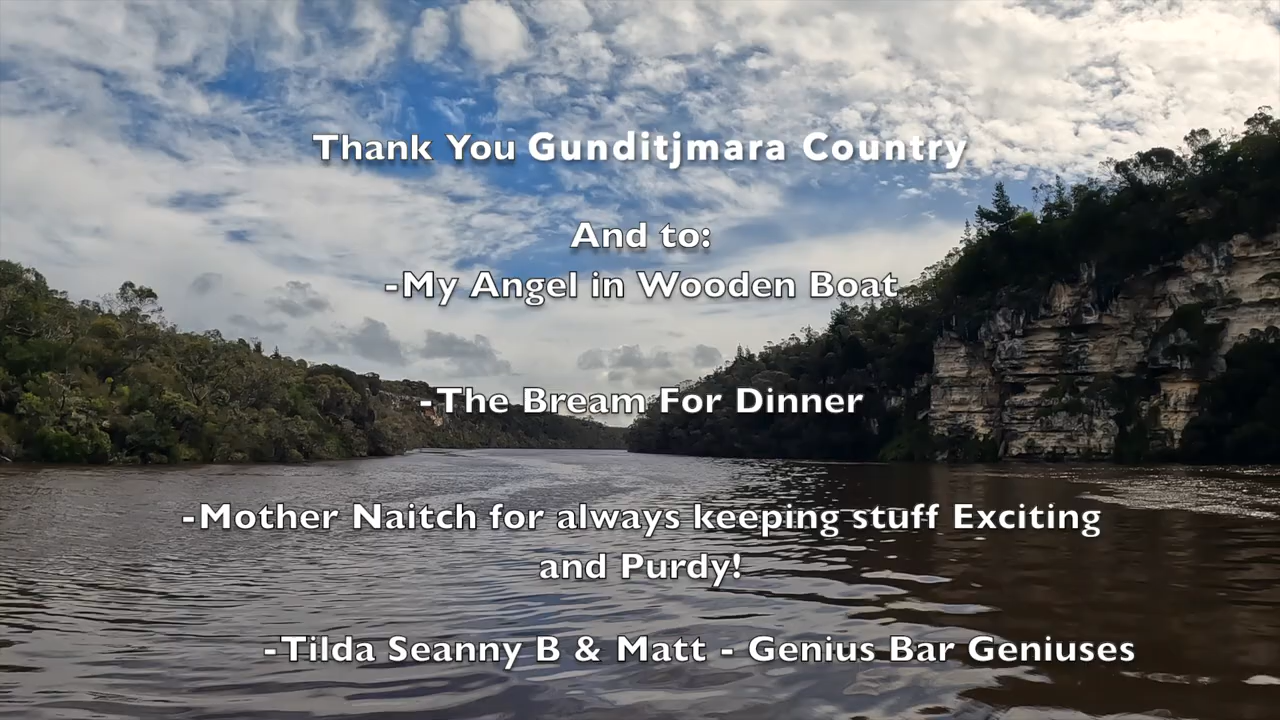 Thank You Gunditjmara Country
And to:
-My Angel in Wooden Boat
-The Bream For Dinner
-Mother Naitch for always keeping stuff Exciting
and Purdy!
-Tilda Seanny B & Matt - Genius Bar Geniuses